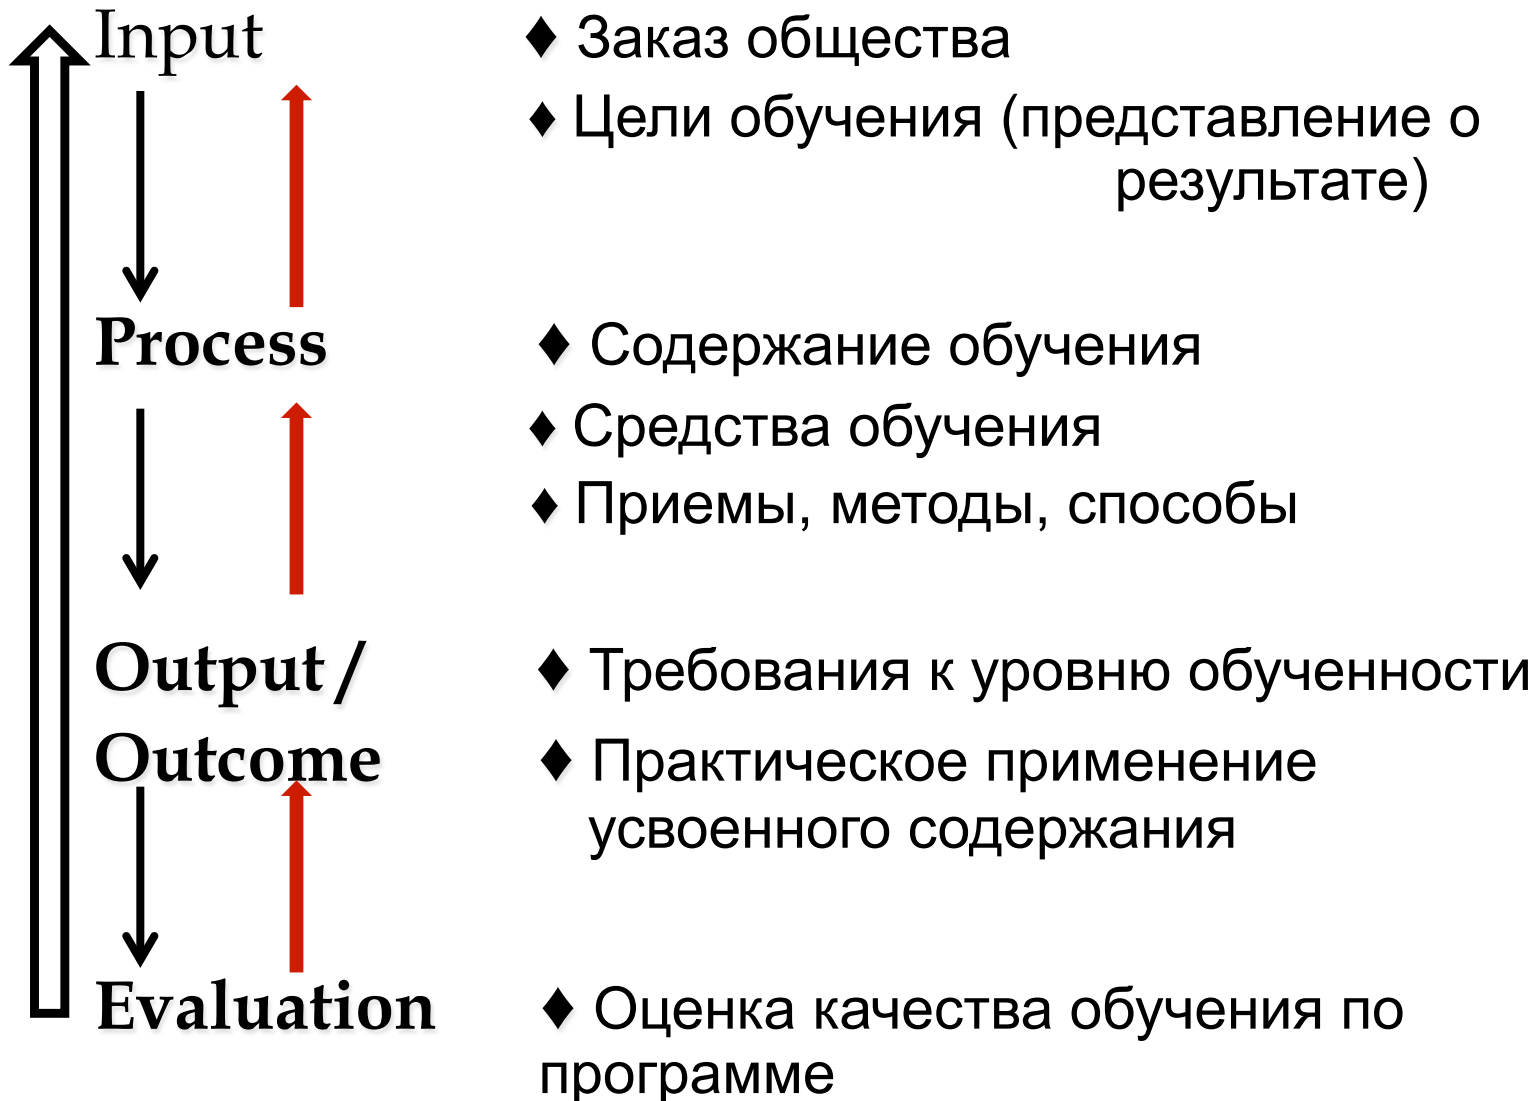 Input
♦ Заказ общества
♦ Цели обучения (представление о
результате)
Process
♦ Содержание обучения
♦ Средства обучения
♦ Приемы, методы, способы
Output /
♦ Требования к уровню обученности
Outcome
♦ Практическое применение
усвоенного содержания
Evaluation
♦ Оценка качества обучения по
программе